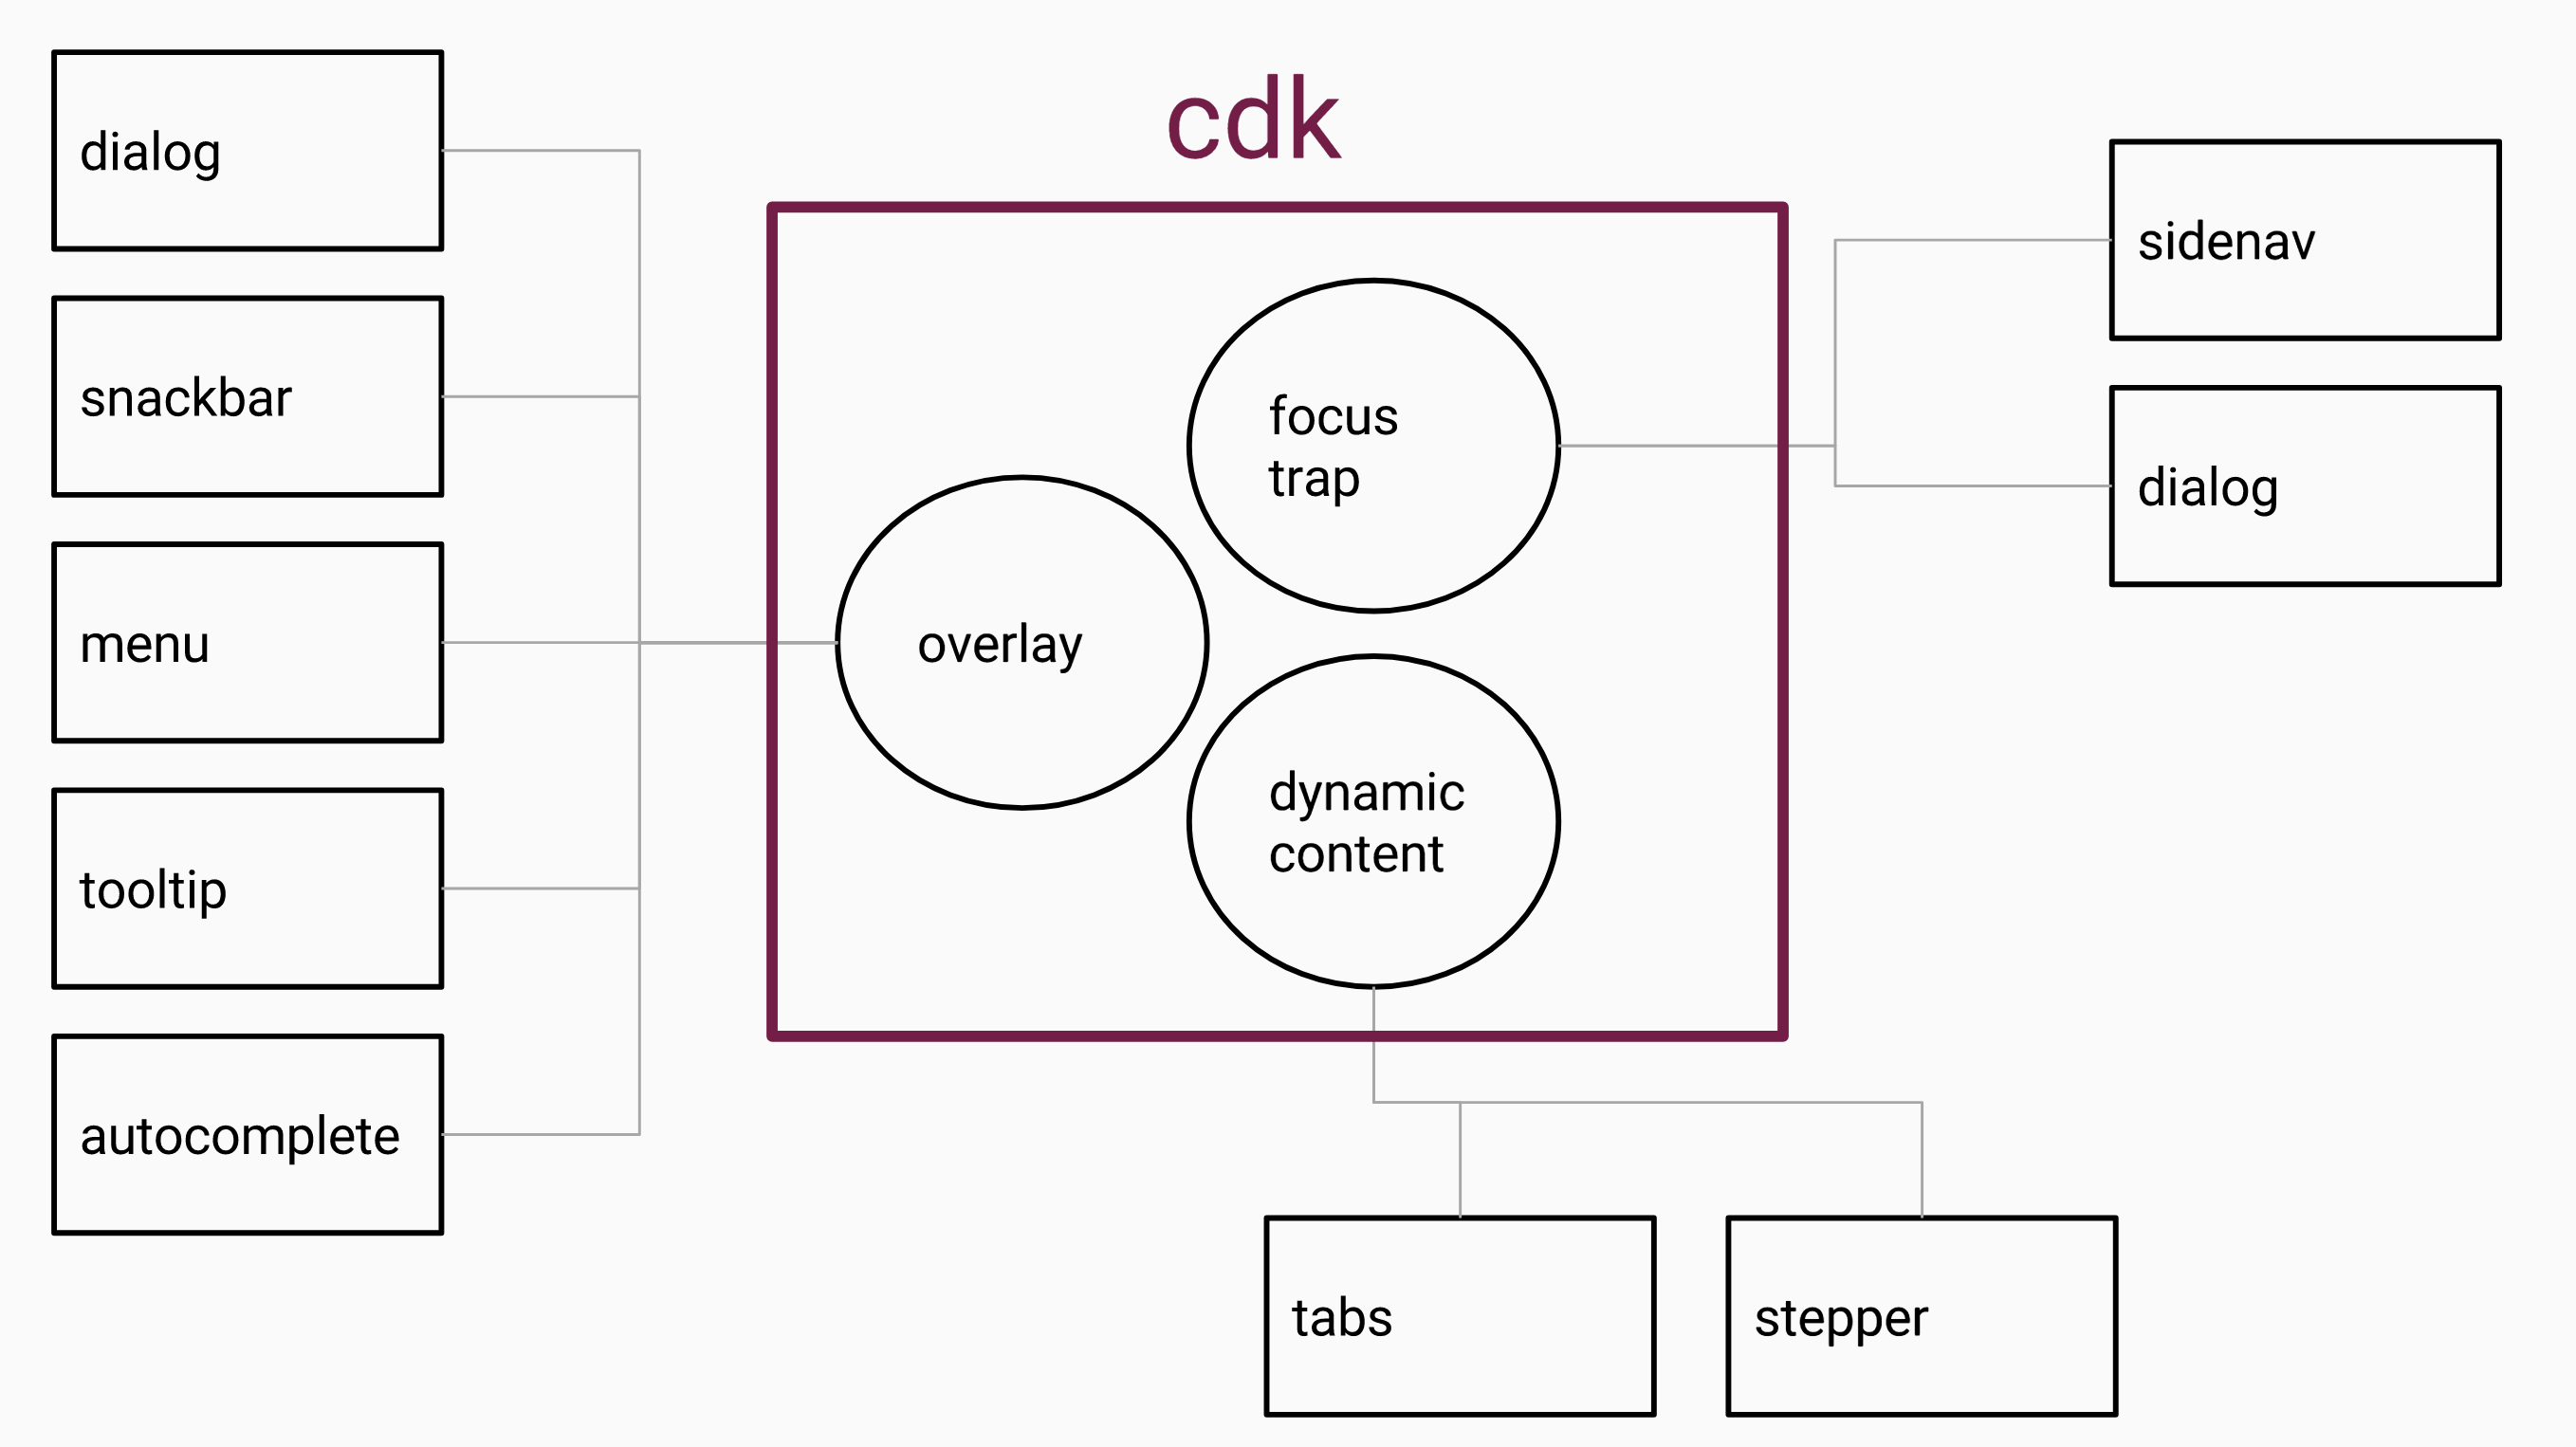 cdk
dialog
snackbar
menu
tooltip
autocomplete
overlay
focus
trap
dynamic
content
sidenav
dialog
tabs
stepper